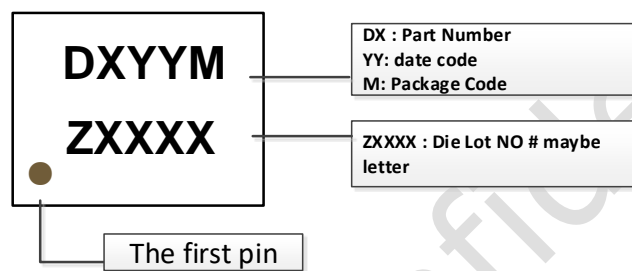 DXYYM
ZXXXX
DX : Part Number
YY: date code
M: Package Code
ZXXXX : Die Lot NO # maybe
letter
The first pin